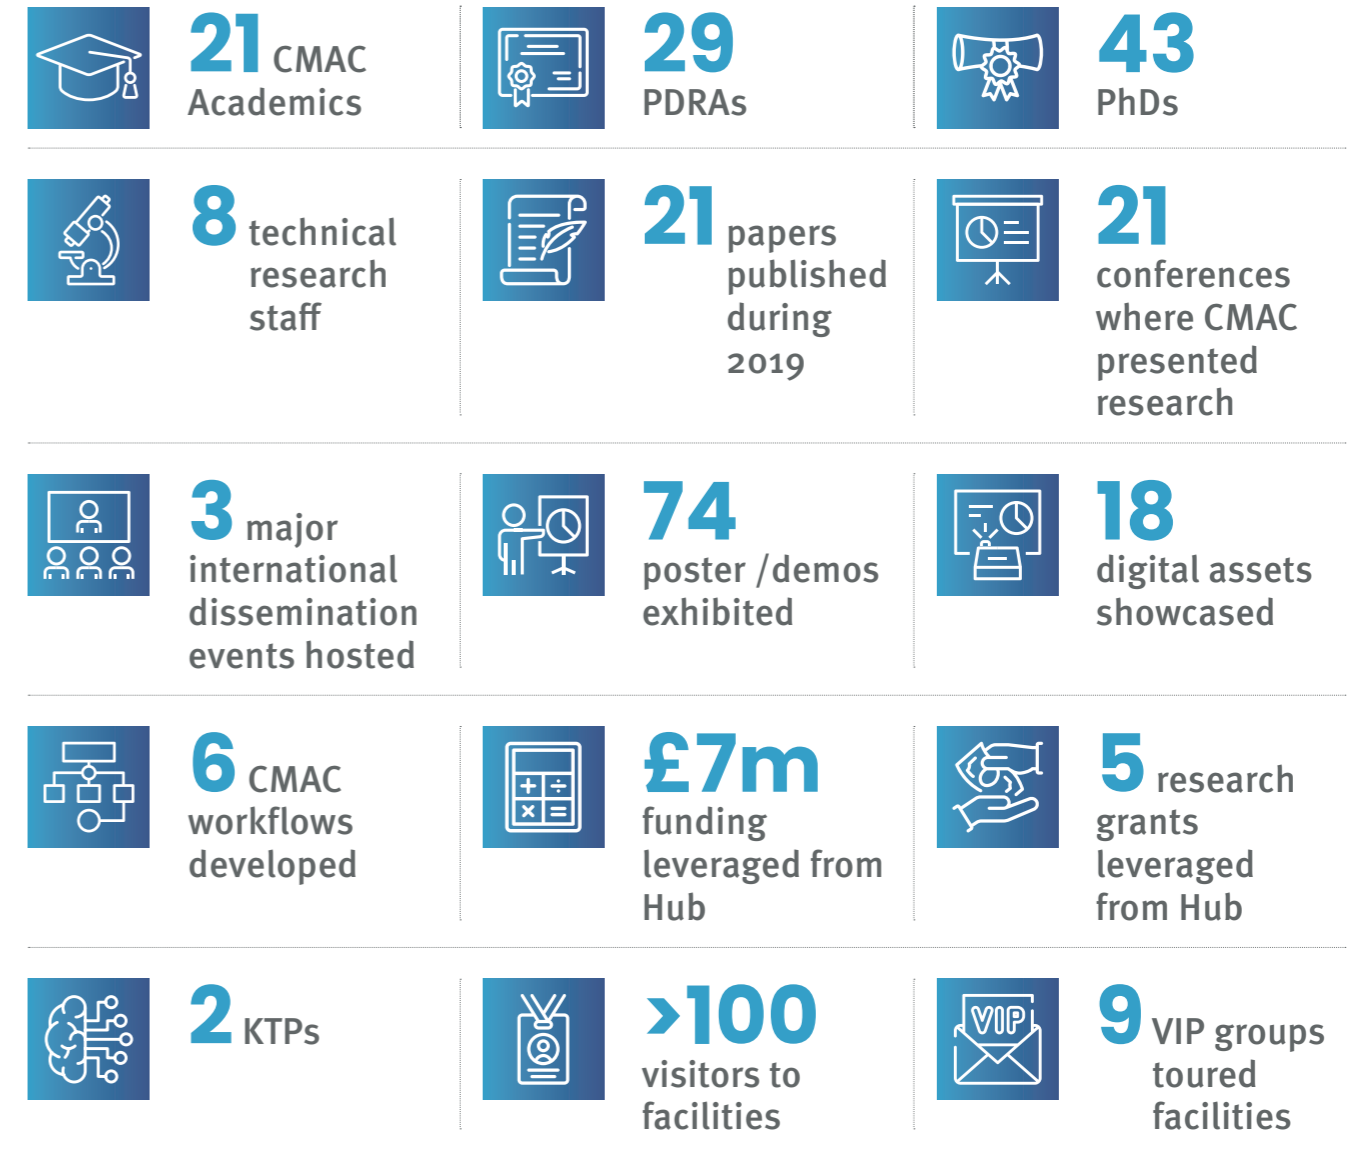 21 CMAC
Academics
29
PDRAs
43
PhDs
8 technical
research
staff
21 papers
published
during
2019
21
conferences
where CMAC
presented
research
3 major
international
dissemination
events hosted
74
poster /demos
exhibited
18
digital assets
showcased
6 CMAC
workflows
developed
£7m
funding
leveraged from
Hub
5 research
grants
leveraged
from Hub
2 KTPs
>100
visitors to
facilities
VIP
9 VIP groups
toured
facilities